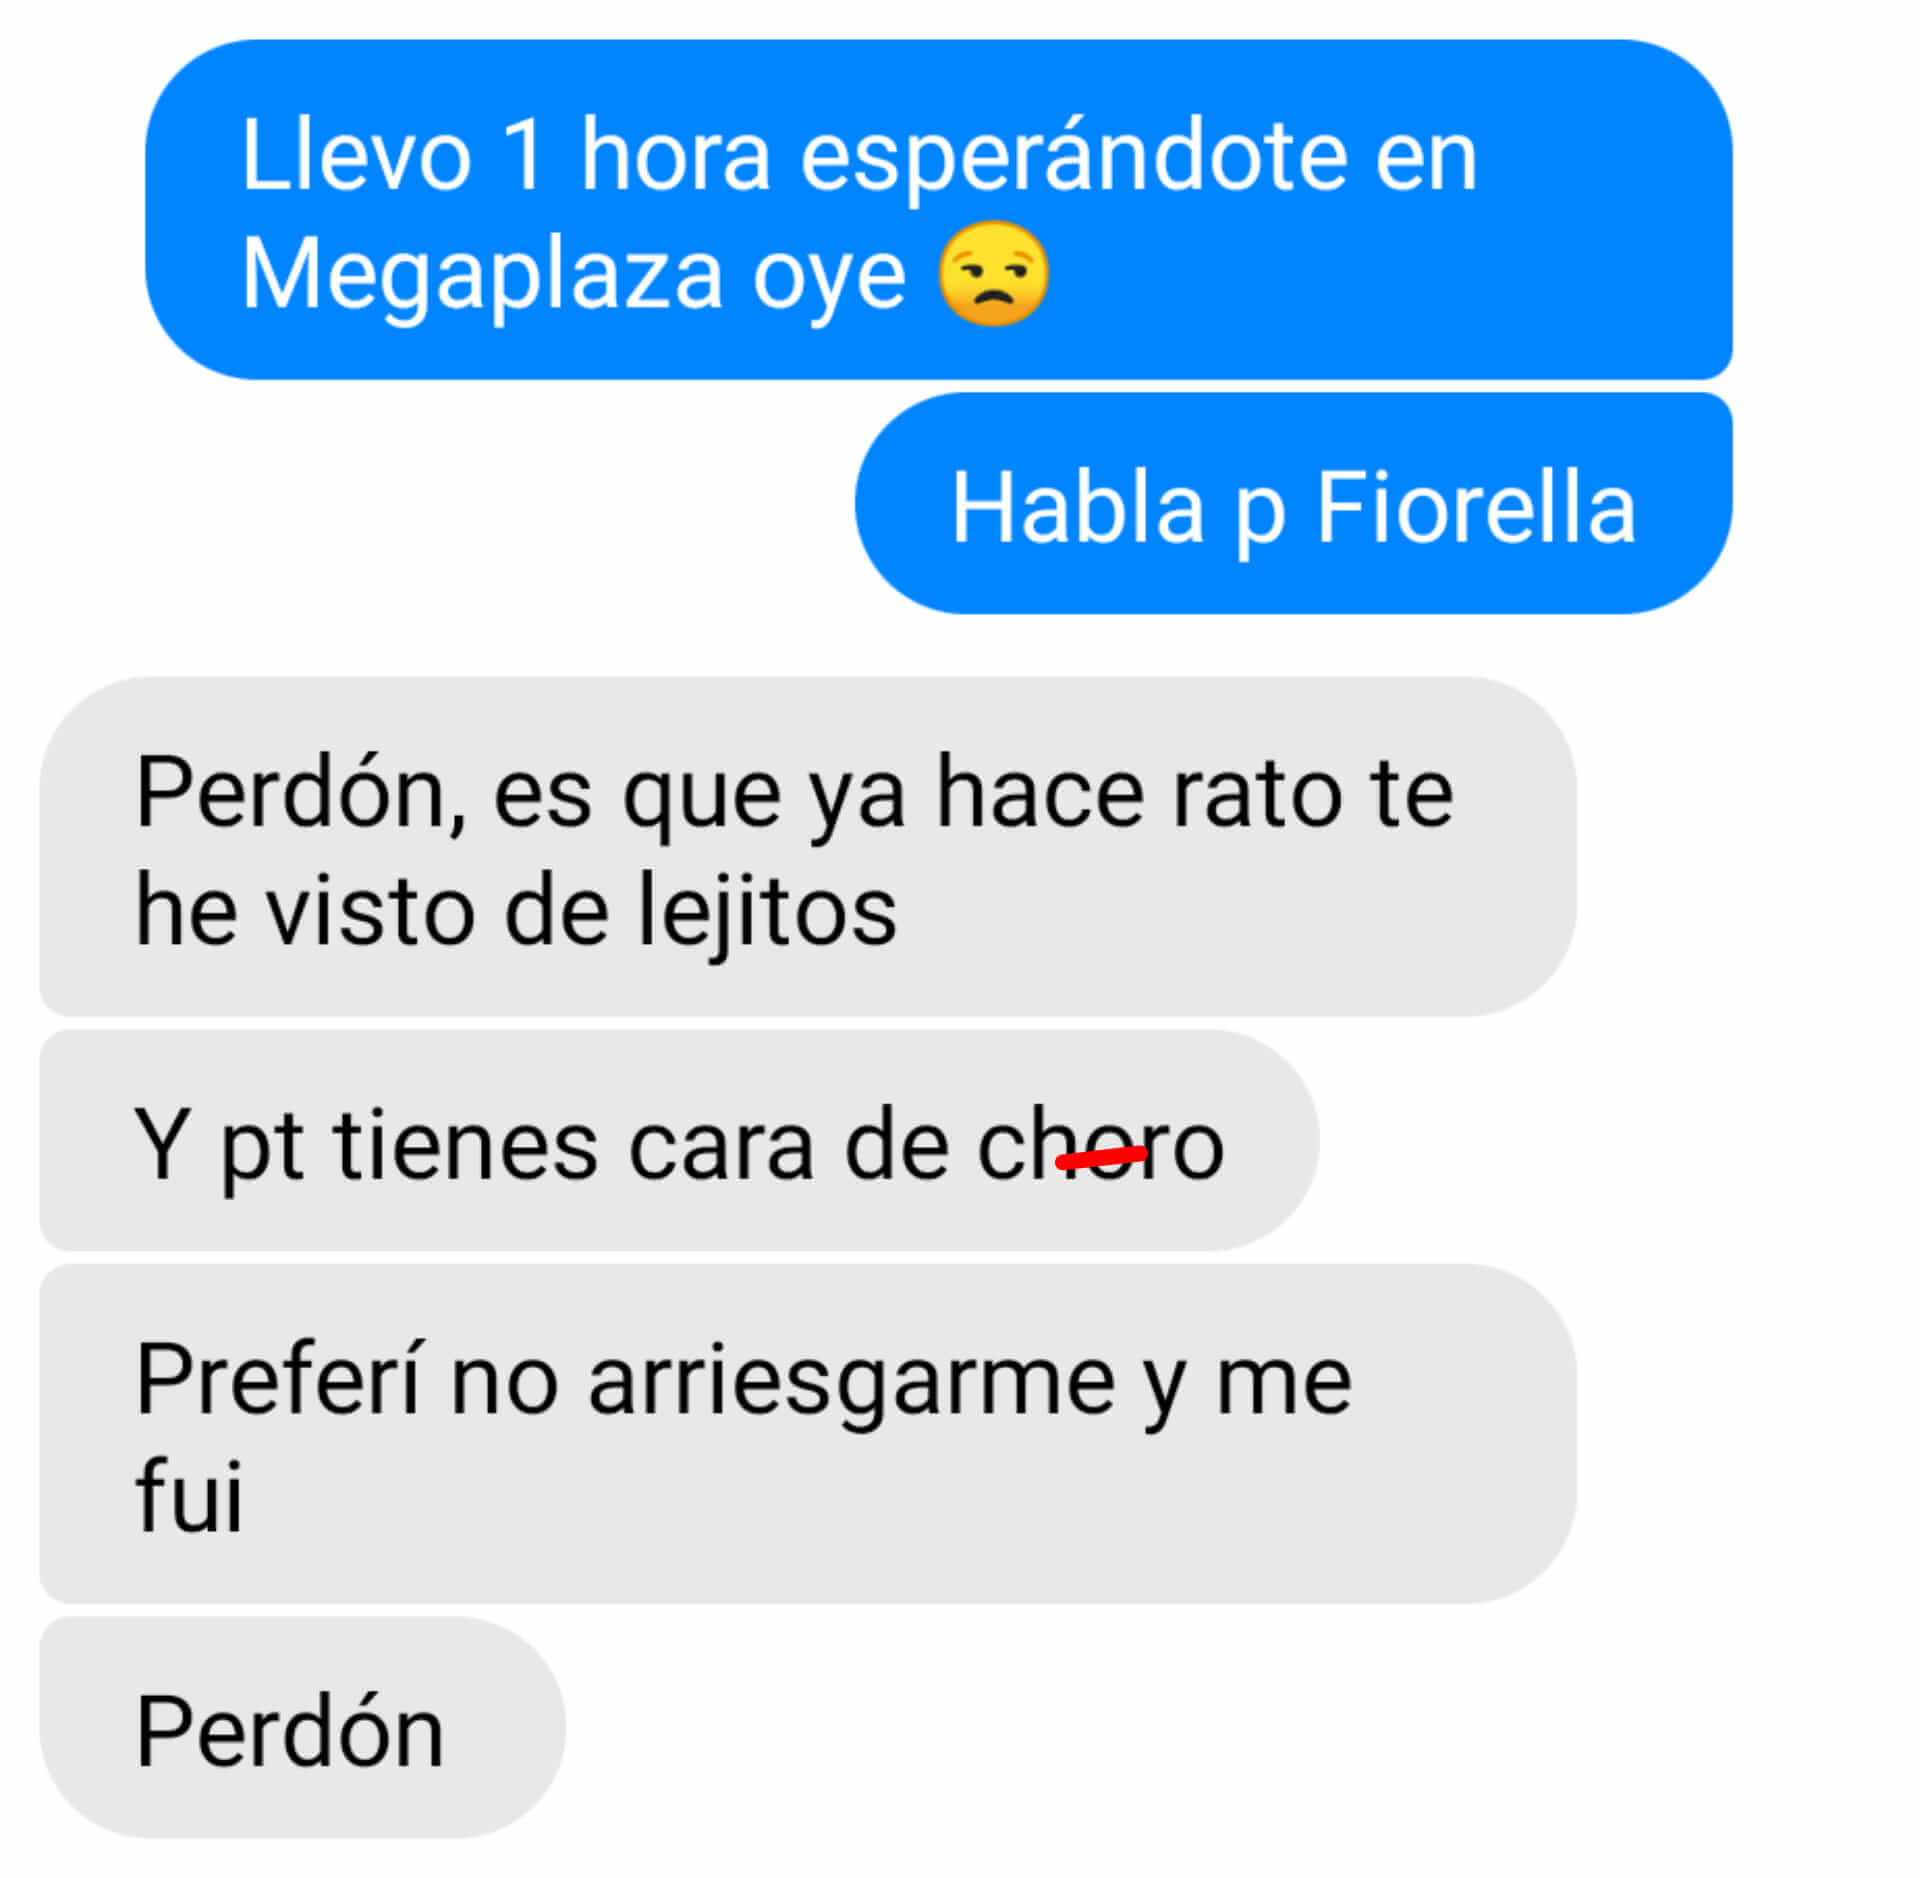 Llevo 1 hora esperándote en
Megaplaza oye 😒
Habla p Fiorella
Perdón, es que ya hace rato te
he visto de lejitos
Y pt tienes cara de choro
Preferí no arriesgarme y me
fui
Perdón